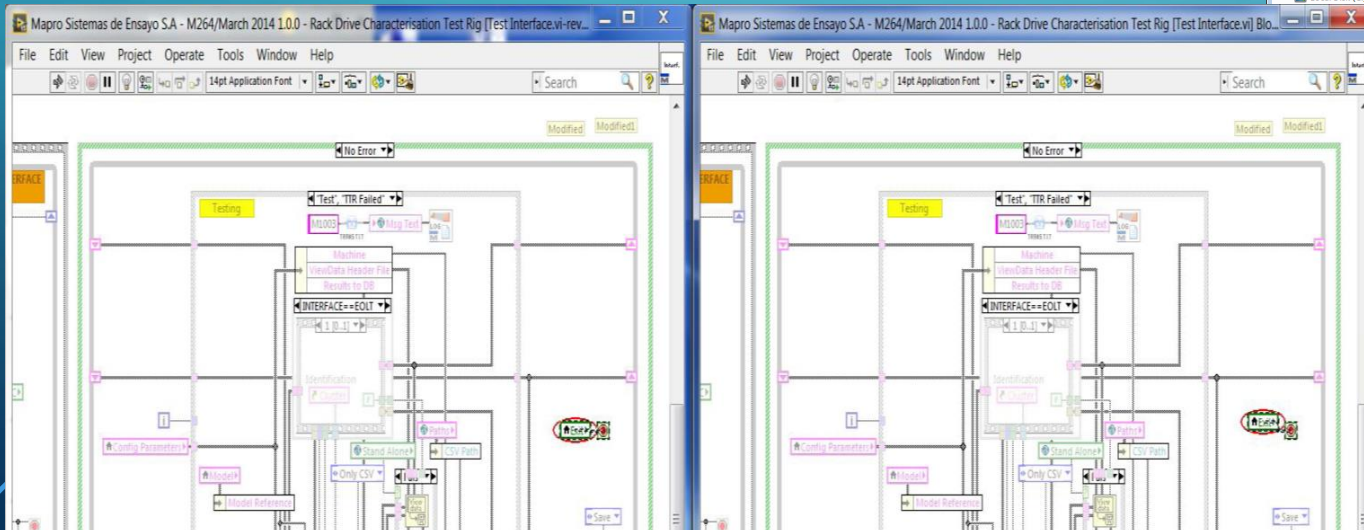 Mapro Sistemas de Ensayo S.A - M264/March 2014 1.0.0 - Rack Drive Characterisation Test Rig [Test Interface.vi-rev...
File Edit View Project Operate Tools Window Help
14pt Application Font
Search
Modified Modified1
No Error
ERFACE
Testing
"Test", "TTR Failed"
M1003
Msg Text
LOG
Machine
ViewData Header File
Results to DB
INTERFACE==EOLT
1 [0..1]
Identification
Cluster
Paths
Config Parameters
Stand Alone
CSV Path
Only CSV
Model
Model Reference
Save
Mapro Sistemas de Ensayo S.A - M264/March 2014 1.0.0 - Rack Drive Characterisation Test Rig [Test Interface.vi] Blo...
File Edit View Project Operate Tools Window Help
14pt Application Font
Search
Modified Modified1
No Error
ERFACE
Testing
"Test", "TTR Failed"
M1003
Msg Text
LOG
Machine
ViewData Header File
Results to DB
INTERFACE==EOLT
1 [0..1]
Identification
Cluster
Paths
Config Parameters
Stand Alone
CSV Path
Only CSV
Model
Model Reference
Save